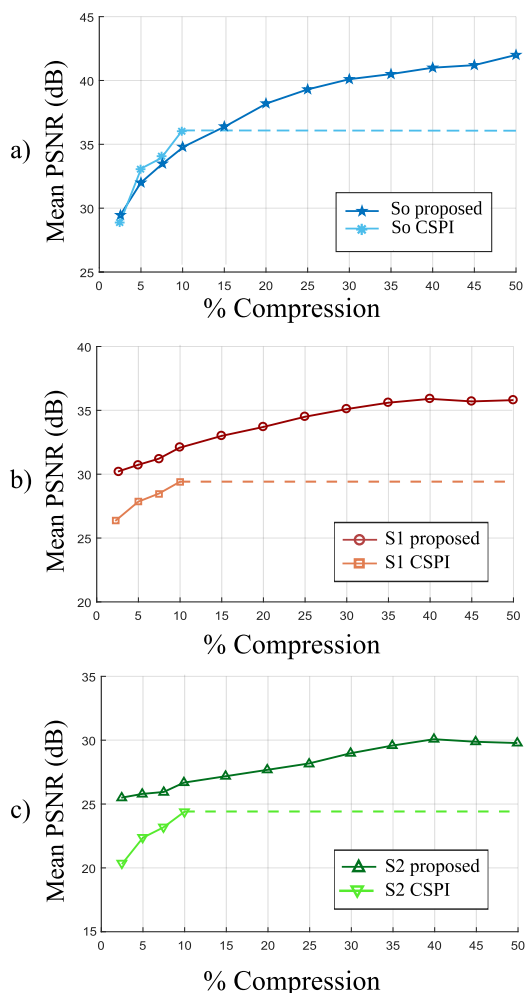 45
40
35
30
25
Mean PSNR (dB)
a)
So proposed
So CSPI
0 5 10 15 20 25 30 35 40 45 50
% Compression
40
35
30
25
20
Mean PSNR (dB)
b)
S1 proposed
S1 CSPI
0 5 10 15 20 25 30 35 40 45 50
% Compression
35
30
25
20
15
Mean PSNR (dB)
c)
S2 proposed
S2 CSPI
0 5 10 15 20 25 30 35 40 45 50
% Compression